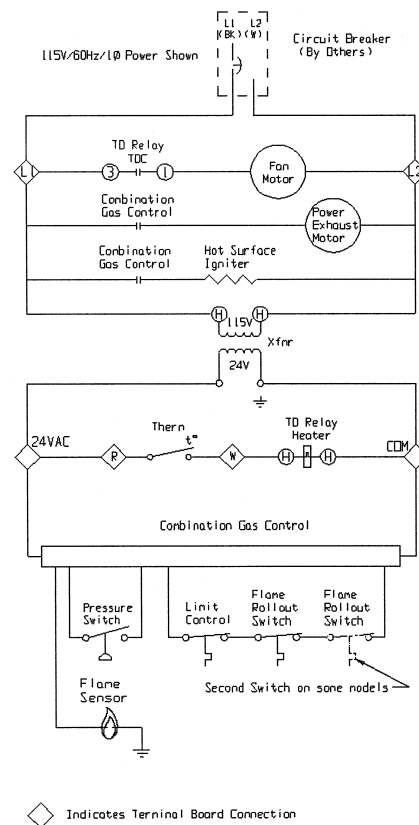 L1 L2
(BK)(W)
Circuit Breaker
(By Others)
115V/60Hz/1Ø Power Shown
TD Relay
TDC
L1
3
1
Fan
Motor
L2
Combination
Gas Control
Power
Exhaust
Motor
Combination
Gas Control
Hot Surface
Igniter
H
H
115V
Xfmr
24V
24VAC
Therm
t°
TD Relay
Heater
COM
R
W
H
H
Combination Gas Control
Pressure
Switch
Limit
Control
Flame
Rollout
Switch
Flame
Rollout
Switch
Second Switch on some models
Flame
Sensor
Indicates Terminal Board Connection